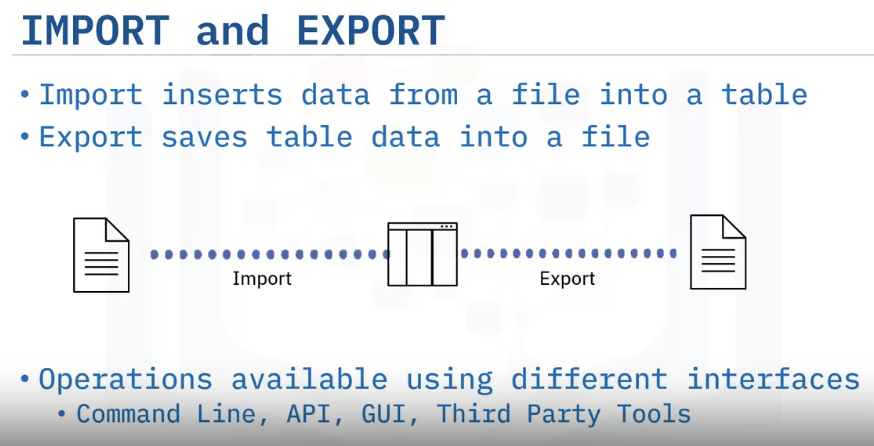 IMPORT and EXPORT
• Import inserts data from a file into a table
• Export saves table data into a file
Import
Export
• Operations available using different interfaces
• Command Line, API, GUI, Third Party Tools